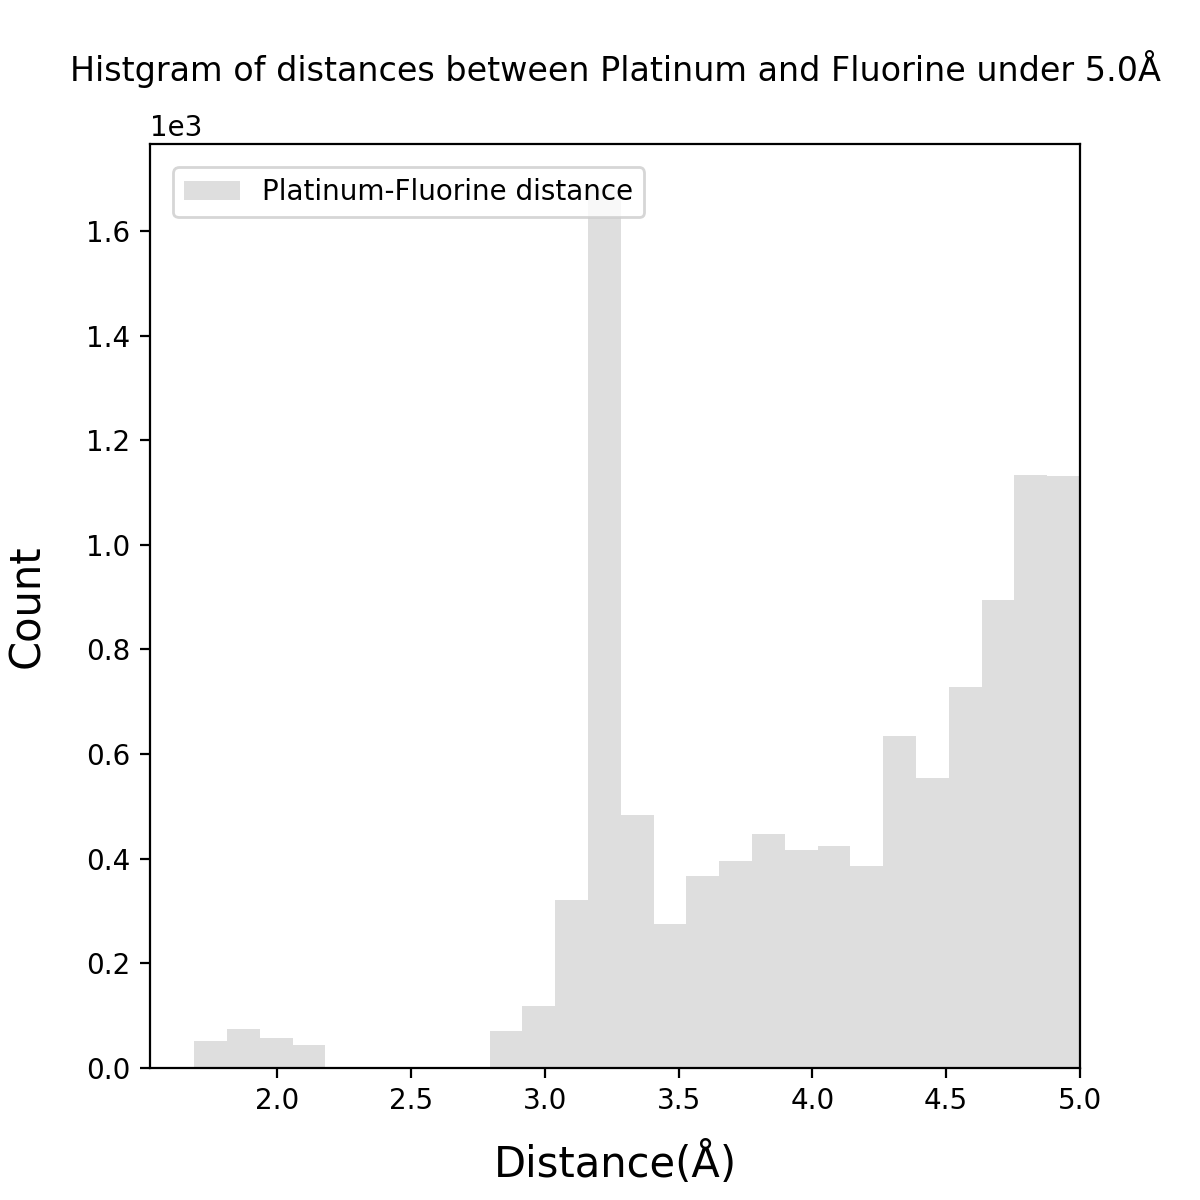 Histgram of distances between Platinum and Fluorine under 5.0Å
1e3
Platinum-Fluorine distance
1.6
1.4
1.2
1.0
0.8
0.6
0.4
0.2
0.0
Count
2.0 2.5 3.0 3.5 4.0 4.5 5.0
Distance(Å)